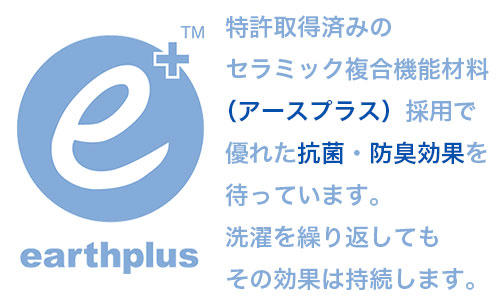 e+
TM
earthplus
特許取得済みの
セラミック複合機能材料
（アースプラス）採用で
優れた抗菌・防臭効果を
待っています。
洗濯を繰り返しても
その効果は持続します。